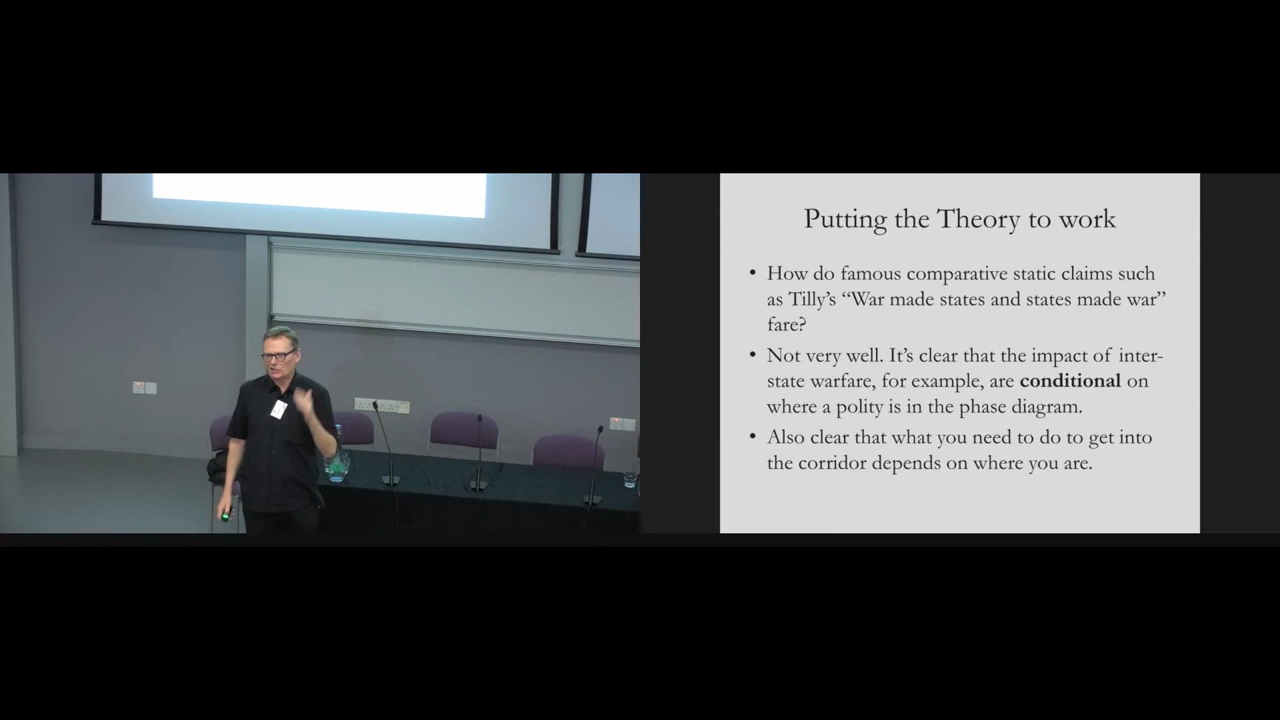 Putting the Theory to work
• How do famous comparative static claims such
as Tilly’s “War made states and states made war”
fare?
• Not very well. It’s clear that the impact of inter-
state warfare, for example, are conditional on
where a polity is in the phase diagram.
• Also clear that what you need to do to get into
the corridor depends on where you are.